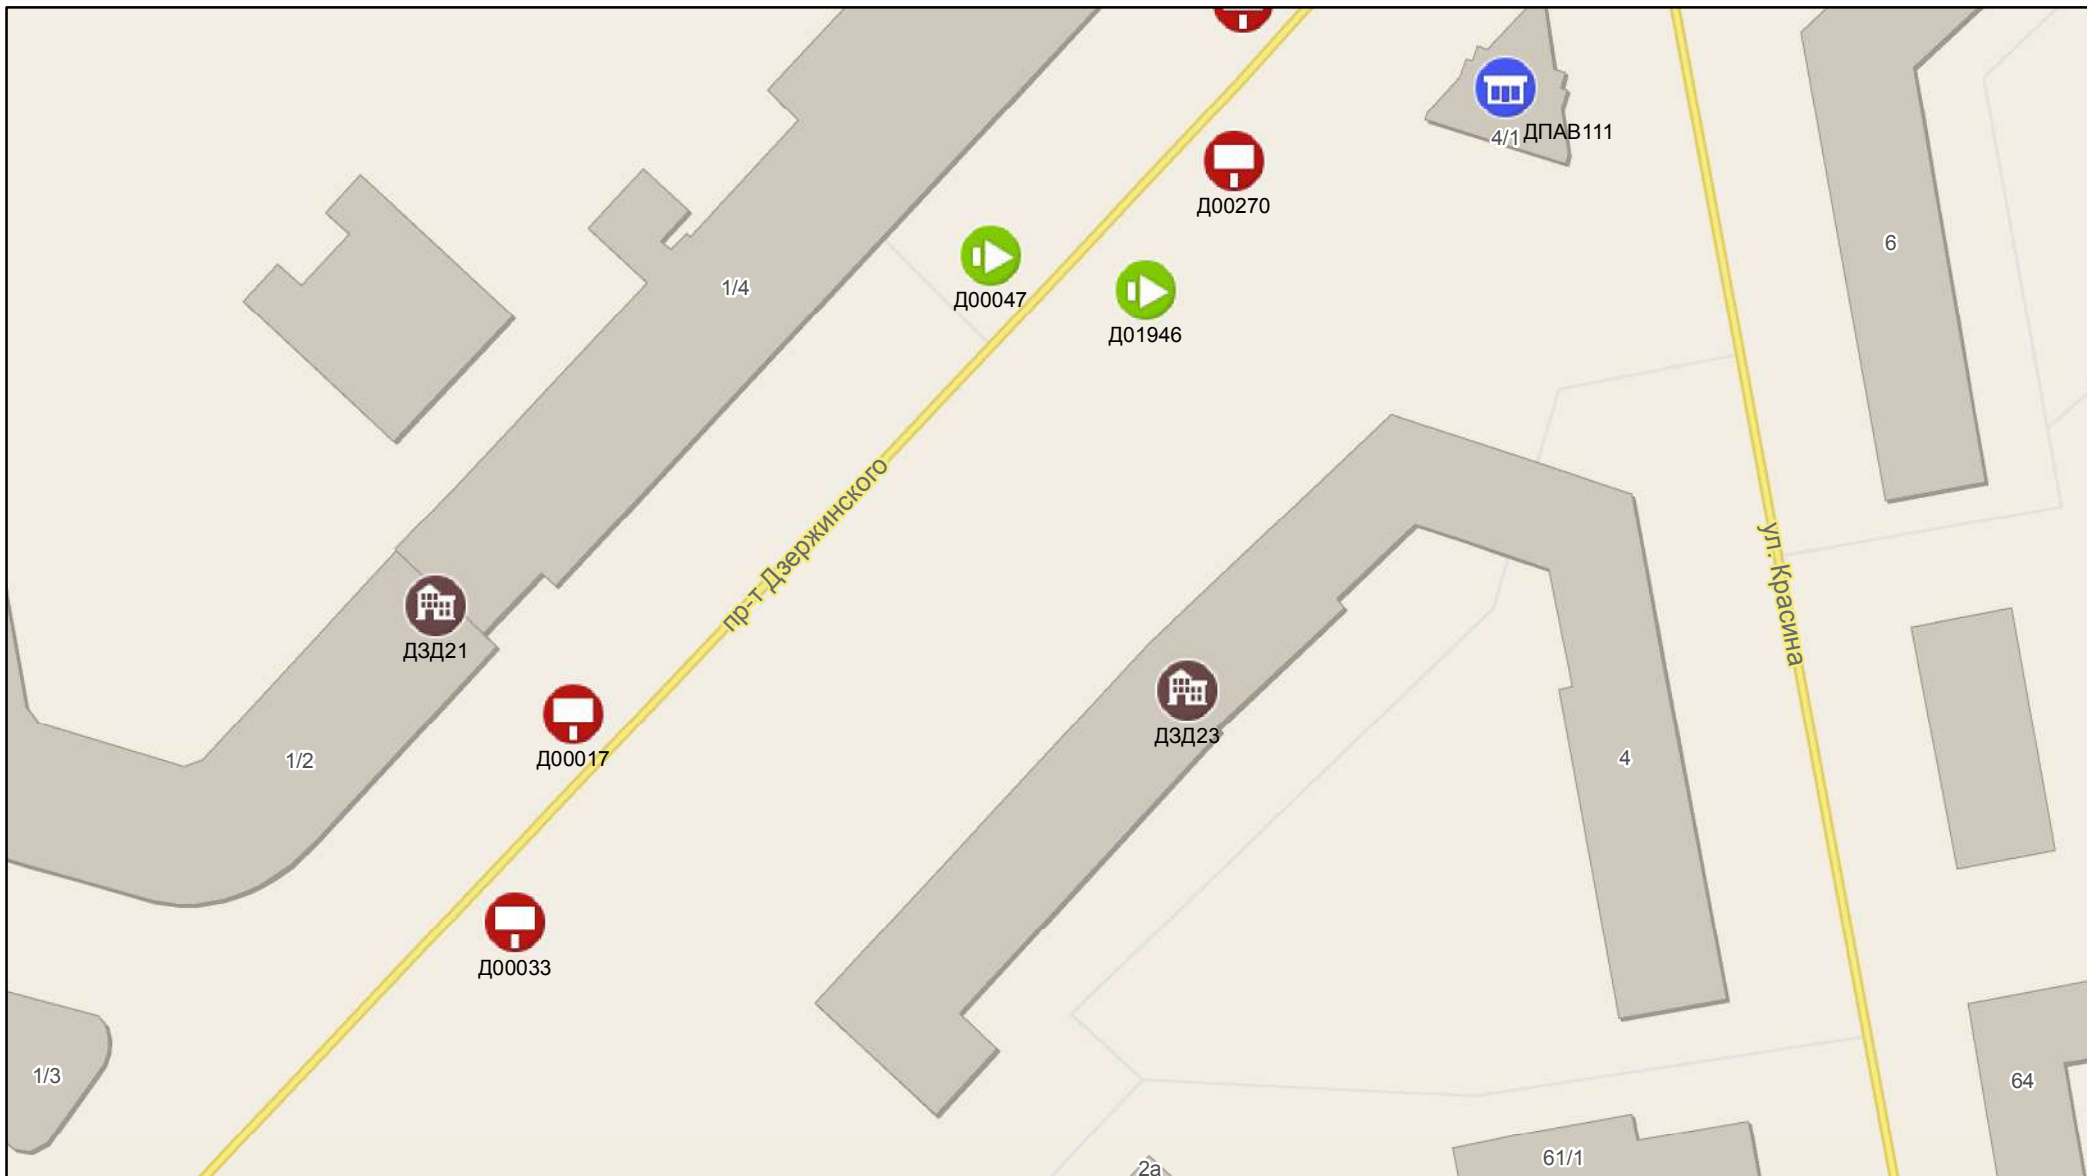 4/1
ДПАВ111
Д00270
6
1/4
Д00047
Д01946
пр-т Дзержинского
ул. Красина
ДЗД21
ДЗД23
Д00017
1/2
4
Д00033
1/3
64
61/1
2а